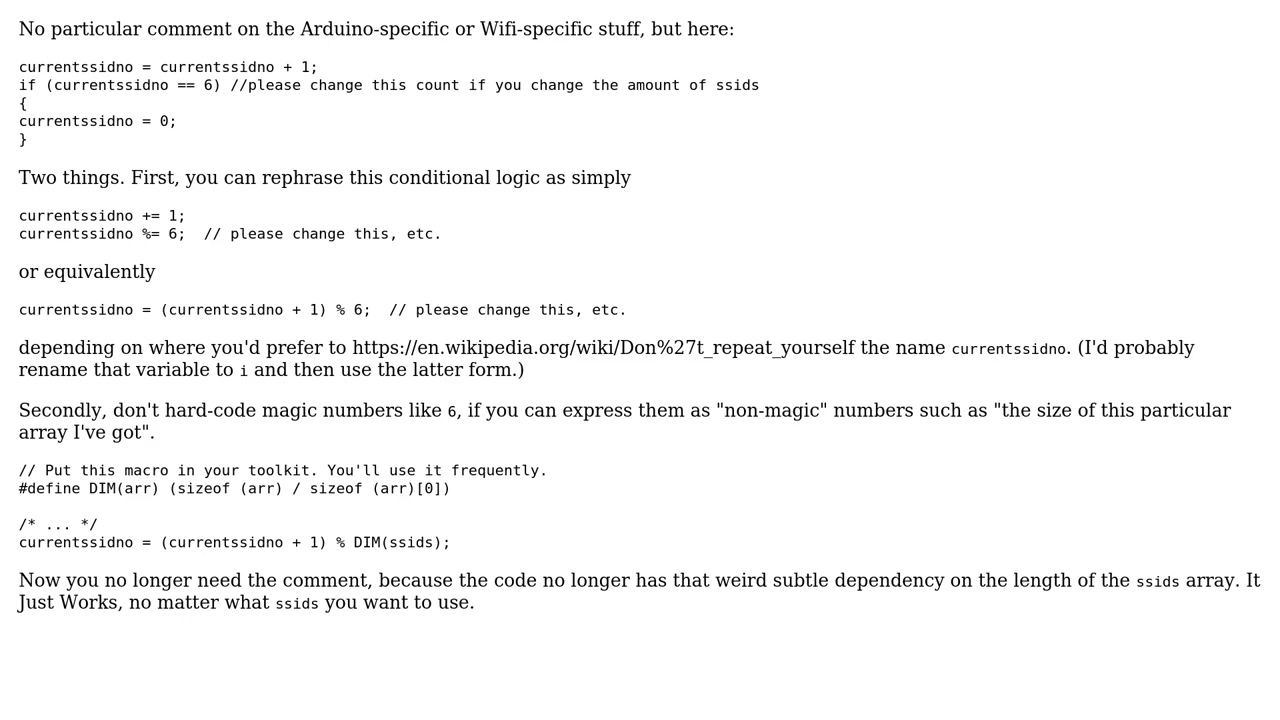 No particular comment on the Arduino-specific or Wifi-specific stuff, but here:
currentssidno = currentssidno + 1;
if (currentssidno == 6) //please change this count if you change the amount of ssids
{
currentssidno = 0;
}
Two things. First, you can rephrase this conditional logic as simply
currentssidno += 1;
currentssidno %= 6;  // please change this, etc.
or equivalently
currentssidno = (currentssidno + 1) % 6;  // please change this, etc.
depending on where you'd prefer to https://en.wikipedia.org/wiki/Don%27t_repeat_yourself the name currentssidno. (I'd probably
rename that variable to i and then use the latter form.)
Secondly, don't hard-code magic numbers like 6, if you can express them as "non-magic" numbers such as "the size of this particular
array I've got".
// Put this macro in your toolkit. You'll use it frequently.
#define DIM(arr) (sizeof (arr) / sizeof (arr)[0])
/* ... */
currentssidno = (currentssidno + 1) % DIM(ssids);
Now you no longer need the comment, because the code no longer has that weird subtle dependency on the length of the ssids array. It
Just Works, no matter what ssids you want to use.